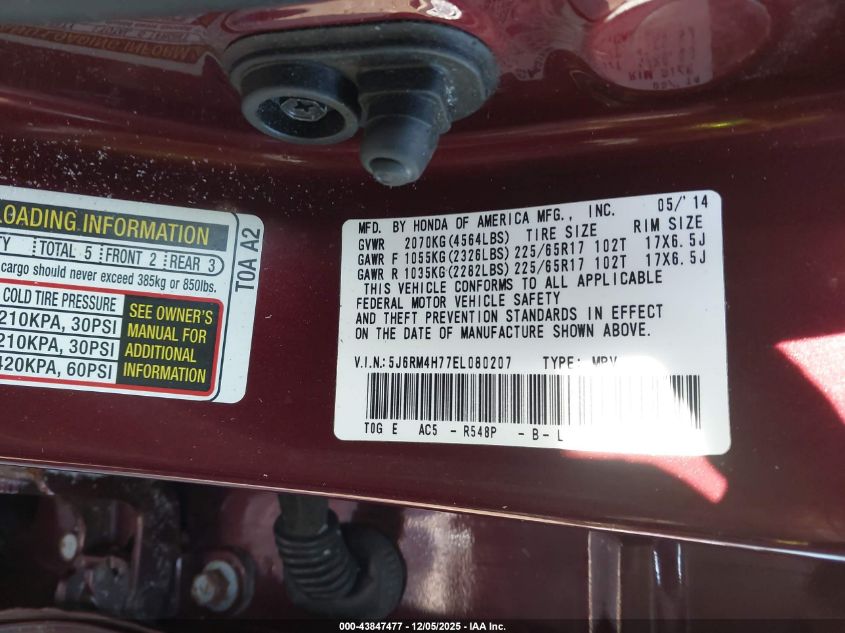 LOADING INFORMATION
TOTAL 5 FRONT 2 REAR 3
cargo should never exceed 385kg or 850lbs.
COLD TIRE PRESSURE
210KPA, 30PSI
210KPA, 30PSI
420KPA, 60PSI
SEE OWNER'S
MANUAL FOR
ADDITIONAL
INFORMATION
TOA A2
MFD. BY HONDA OF AMERICA MFG., INC. 05/'14
GVWR 2070KG(4564LBS) TIRE SIZE RIM SIZE
GAWR F 1055KG(2326LBS) 225/65R17 102T 17X6.5J
GAWR R 1035KG(2282LBS) 225/65R17 102T 17X6.5J
THIS VEHICLE CONFORMS TO ALL APPLICABLE
FEDERAL MOTOR VEHICLE SAFETY
AND THEFT PREVENTION STANDARDS IN EFFECT
ON THE DATE OF MANUFACTURE SHOWN ABOVE.
V.I.N.:5J6RM4H77EL080207 TYPE: MPV
TOG E AC5 - R548P - B - L
000-43847477 - 12/05/2025 - IAA Inc.